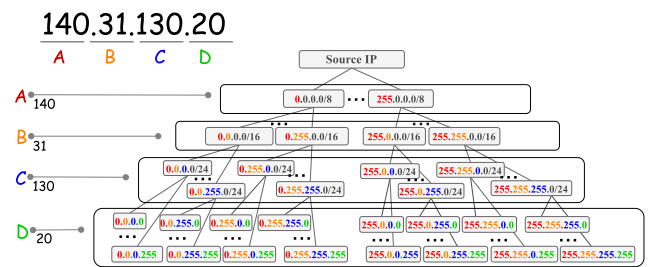 140.31.130.20
A B C D
Source IP
A 140
0.0.0.0/8 ... 255.0.0.0/8
B 31
... ...
0.0.0.0/16 0.255.0.0/16 255.0.0.0/16 255.255.0.0/16
C 130
0.0.0.0/24 0.255.0.0/24 255.0.0.0/24 255.255.0.0/24
... ... ... ...
0.0.255.0/24 0.255.255.0/24 255.0.255.0/24 255.255.255.0/24
D 20
0.0.0.0 0.0.255.0 0.255.0.0 0.255.255.0 255.0.0.0 255.0.255.0 255.255.0.0 255.255.255.0
... ... ... ... ... ... ... ...
0.0.0.255 0.0.255.255 0.255.0.255 0.255.255.255 255.0.0.255 255.0.255.255 255.255.0.255 255.255.255.255